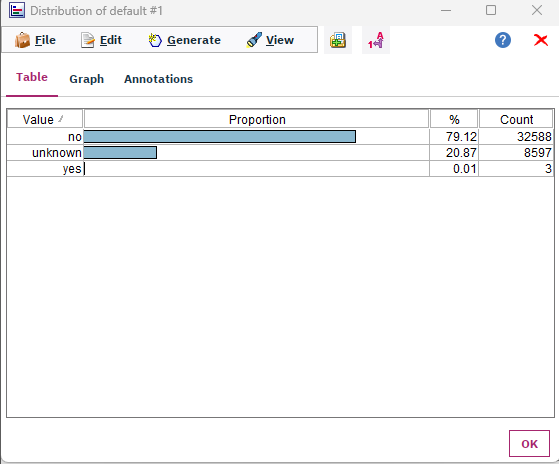 Distribution of default #1
File Edit Generate View
Table Graph Annotations
Value Proportion % Count
no 79.12 32588
unknown 20.87 8597
yes 0.01 3
OK